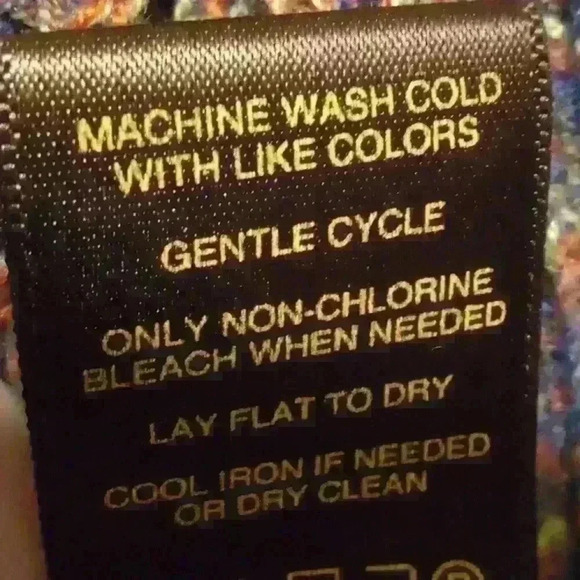 MACHINE WASH COLD
WITH LIKE COLORS
GENTLE CYCLE
ONLY NON-CHLORINE
BLEACH WHEN NEEDED
LAY FLAT TO DRY
COOL IRON IF NEEDED
OR DRY CLEAN